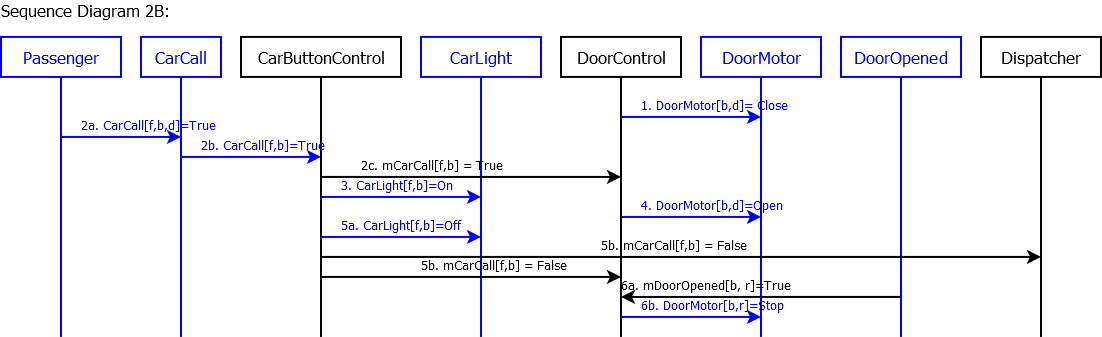 Sequence Diagram 2B:
Passenger
CarCall
CarButtonControl
CarLight
DoorControl
DoorMotor
DoorOpened
Dispatcher
1. DoorMotor[b,d]= Close
2a. CarCall[f,b,d]=True
2b. CarCall[f,b]=True
2c. mCarCall[f,b] = True
3. CarLight[f,b]=On
4. DoorMotor[b,d]=Open
5a. CarLight[f,b]=Off
5b. mCarCall[f,b] = False
5b. mCarCall[f,b] = False
6a. mDoorOpened[b, r]=True
6b. DoorMotor[b,r]=Stop